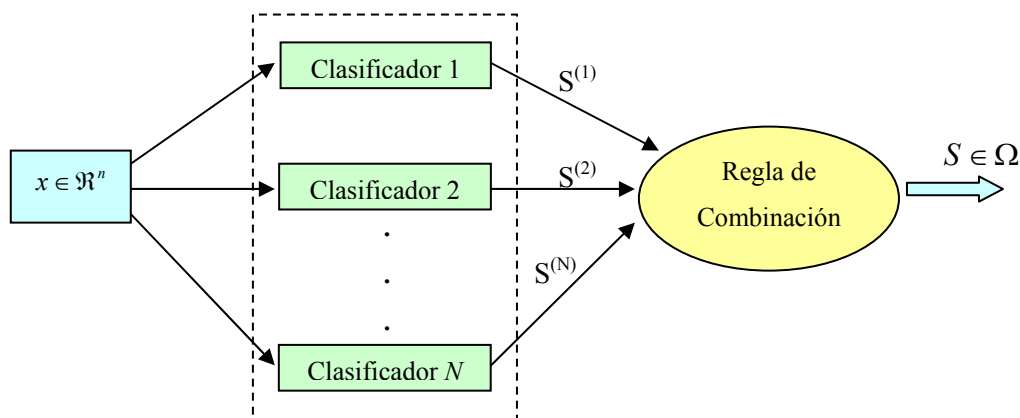 Clasificador 1
S(1)
x ∈ ℜⁿ
Clasificador 2
S(2)
Regla de
Combinación
S ∈ Ω
.
.
.
S(N)
Clasificador N